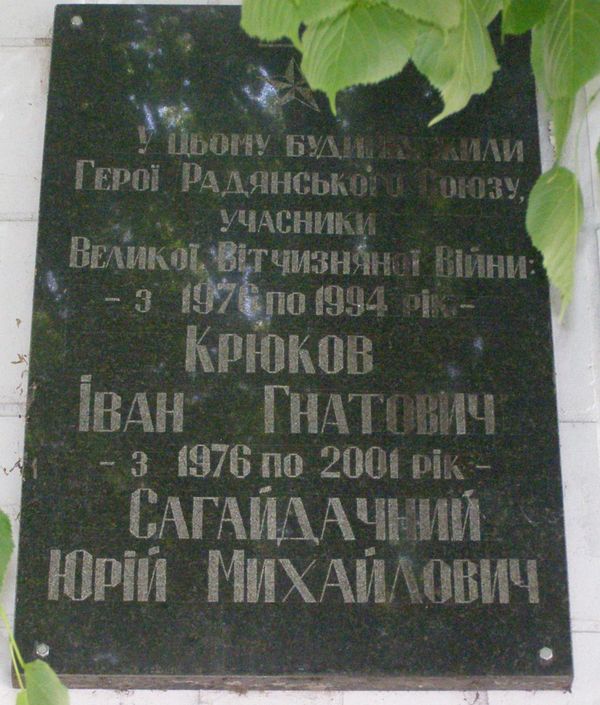 У цьому будинку жили
Герої Радянського Союзу,
учасники
Великої Вітчизняної Війни:
- з 1976 по 1994 рік -
Крюков
Іван Гнатович
- з 1976 по 2001 рік -
Сагайдачний
Юрій Михайлович